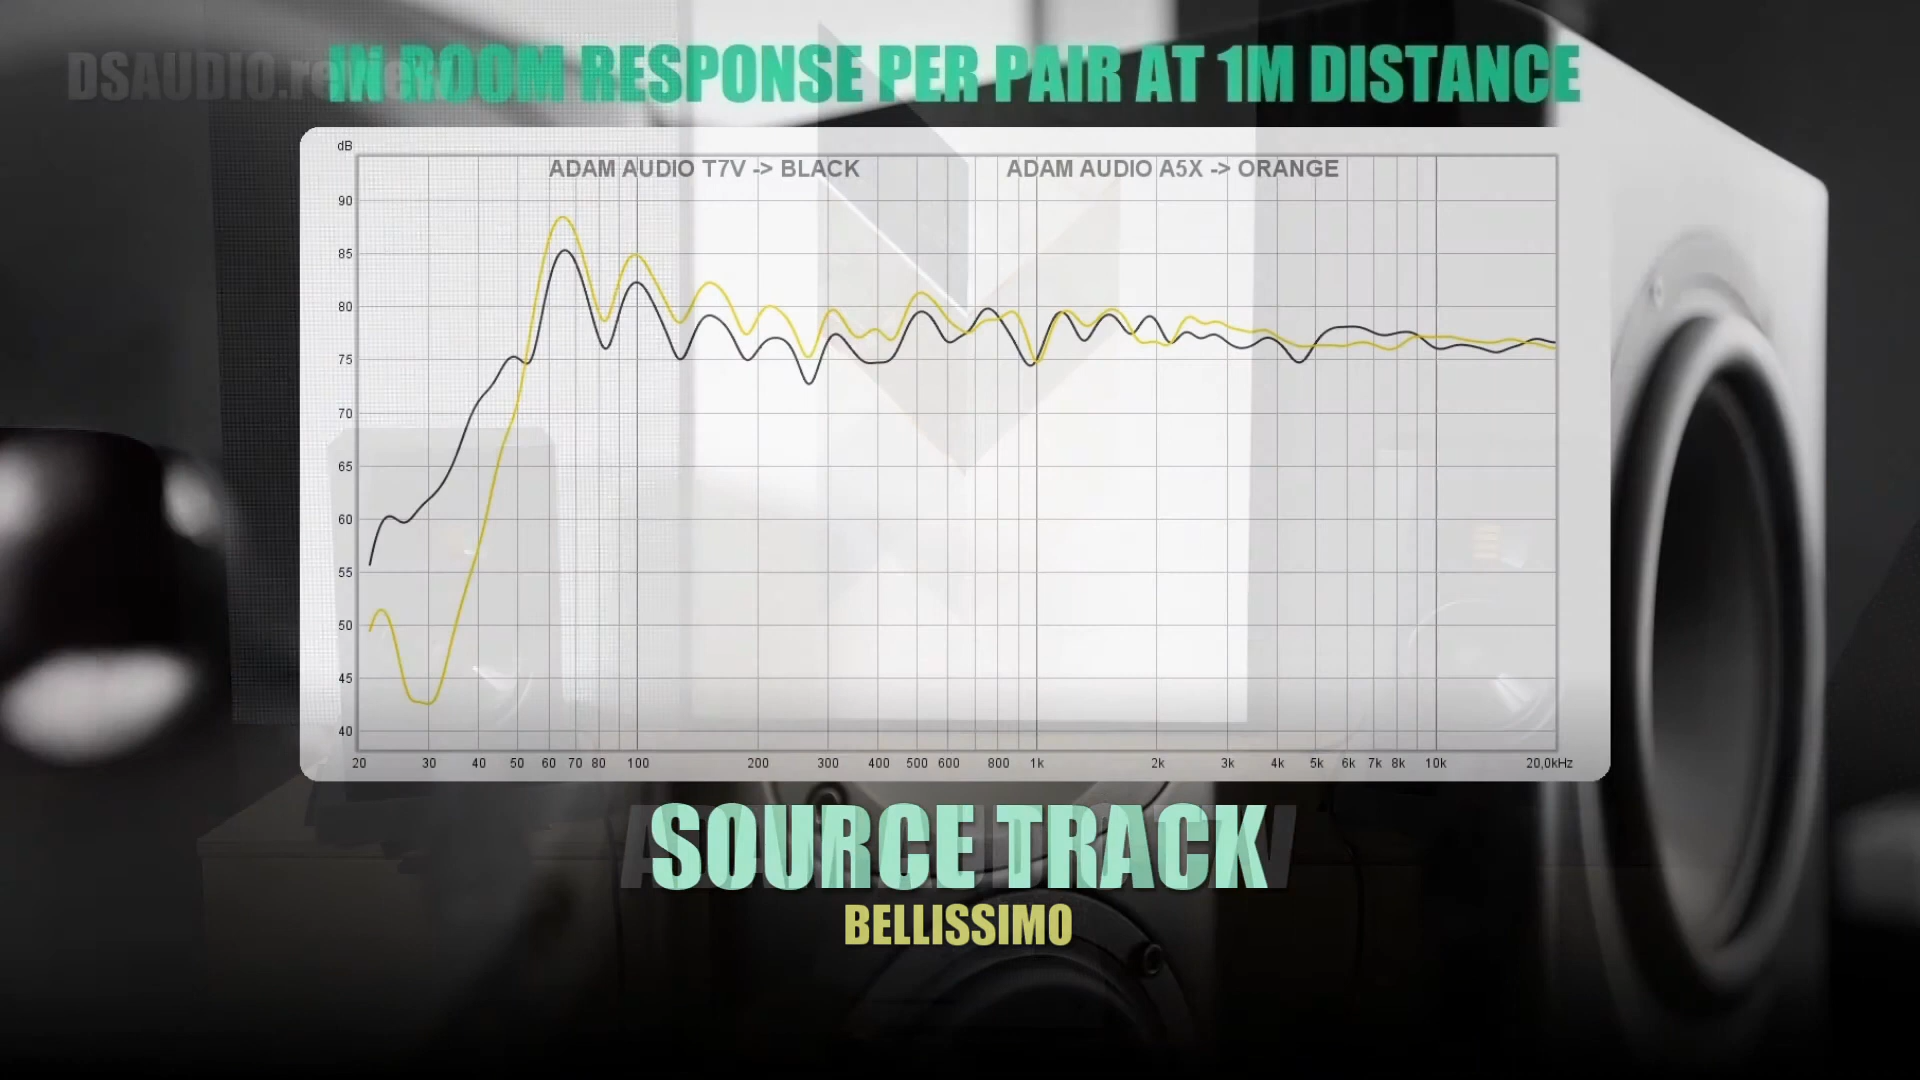 DSAUDIO.review
IN ROOM RESPONSE PER PAIR AT 1M DISTANCE
dB
ADAM AUDIO T7V -> BLACK
ADAM AUDIO A5X -> ORANGE
90
85
80
75
70
65
60
55
50
45
40
20 30 40 50 60 70 80 100 200 300 400 500 600 800 1k 2k 3k 4k 5k 6k 7k 8k 10k 20,0kHz
SOURCE TRACK
BELLISSIMO